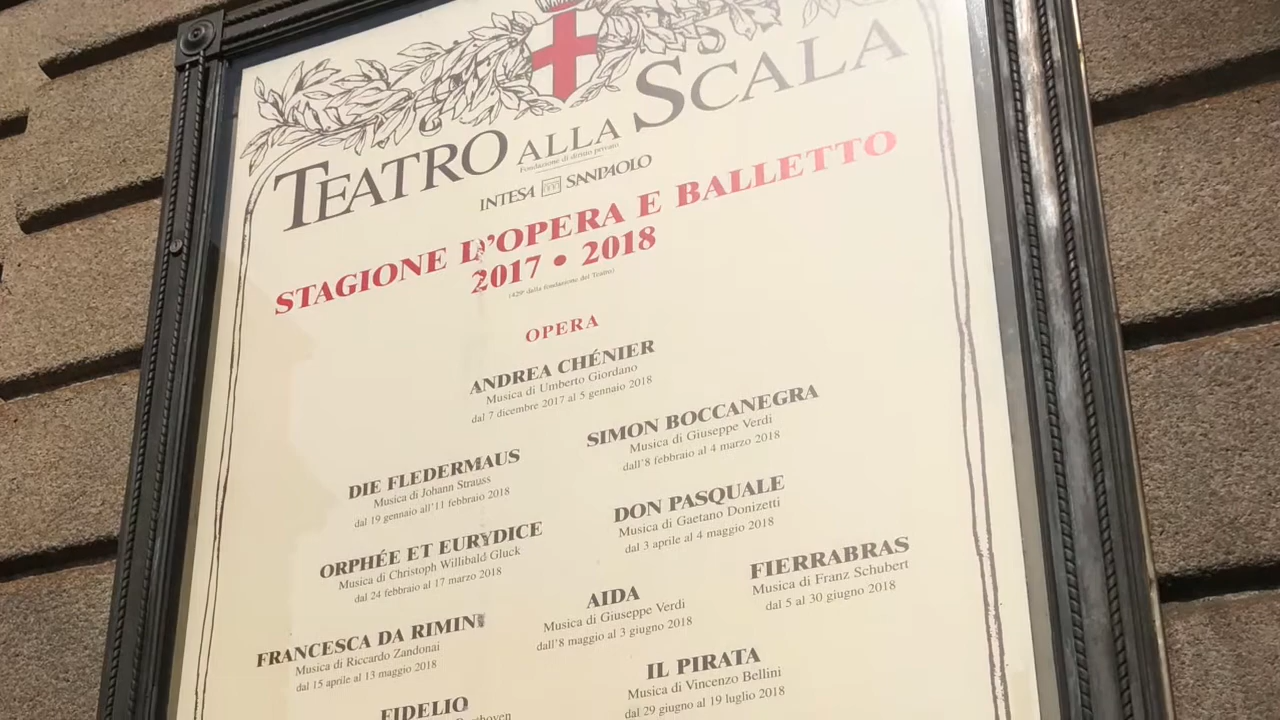 TEATRO ALLA SCALA
Fondazione di diritto privato
INTESA SANPAOLO
STAGIONE D'OPERA E BALLETTO
2017 • 2018
(420ª dalla fondazione del Teatro)
OPERA
ANDREA CHÉNIER
Musica di Umberto Giordano
dal 7 dicembre 2017 al 5 gennaio 2018
SIMON BOCCANEGRA
Musica di Giuseppe Verdi
dall'8 febbraio al 4 marzo 2018
DIE FLEDERMAUS
Musica di Johann Strauss
dal 19 gennaio all'11 febbraio 2018
DON PASQUALE
Musica di Gaetano Donizetti
dal 3 aprile al 4 maggio 2018
ORPHÉE ET EURYDICE
Musica di Christoph Willibald Gluck
dal 24 febbraio al 17 marzo 2018
FIERRABRAS
Musica di Franz Schubert
dal 5 al 30 giugno 2018
AIDA
Musica di Giuseppe Verdi
dall'8 maggio al 3 giugno 2018
FRANCESCA DA RIMINI
Musica di Riccardo Zandonai
dal 15 aprile al 13 maggio 2018
IL PIRATA
Musica di Vincenzo Bellini
dal 29 giugno al 19 luglio 2018
FIDELIO